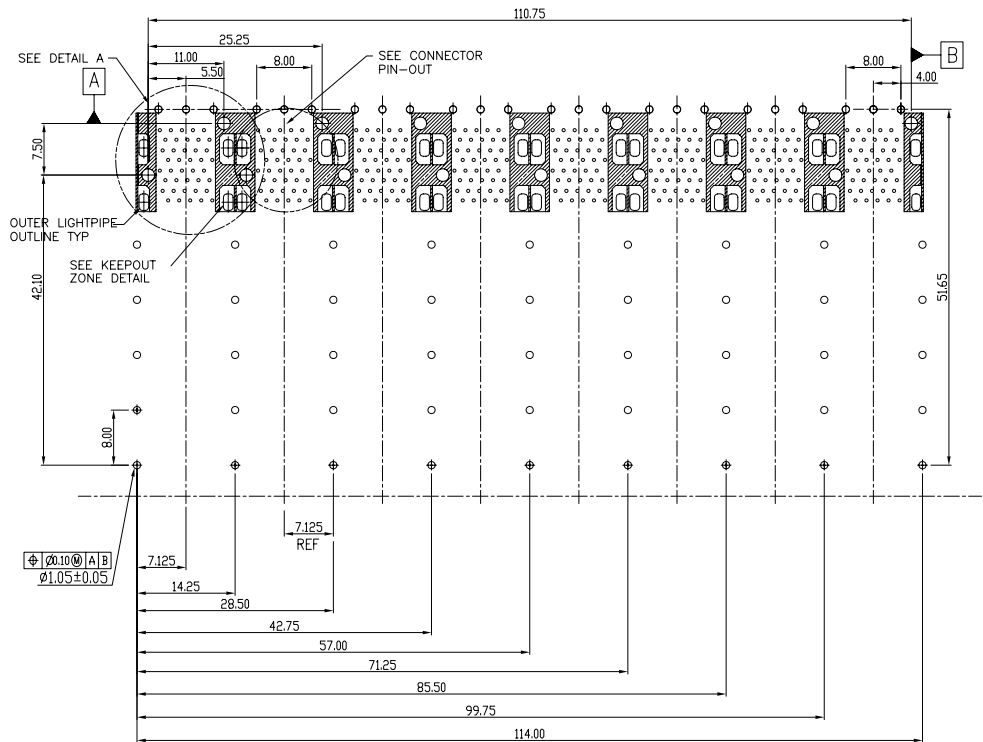 110.75
25.25
SEE DETAIL A
11.00
8.00
SEE CONNECTOR
PIN-OUT
8.00
B
A
5.50
4.00
7.50
OUTER LIGHTPIPE
OUTLINE TYP
SEE KEEPOUT
ZONE DETAIL
42.10
51.65
8.00
7.125
REF
⌖ Ø0.10 Ⓜ A B
Ø1.05±0.05
7.125
14.25
28.50
42.75
57.00
71.25
85.50
99.75
114.00